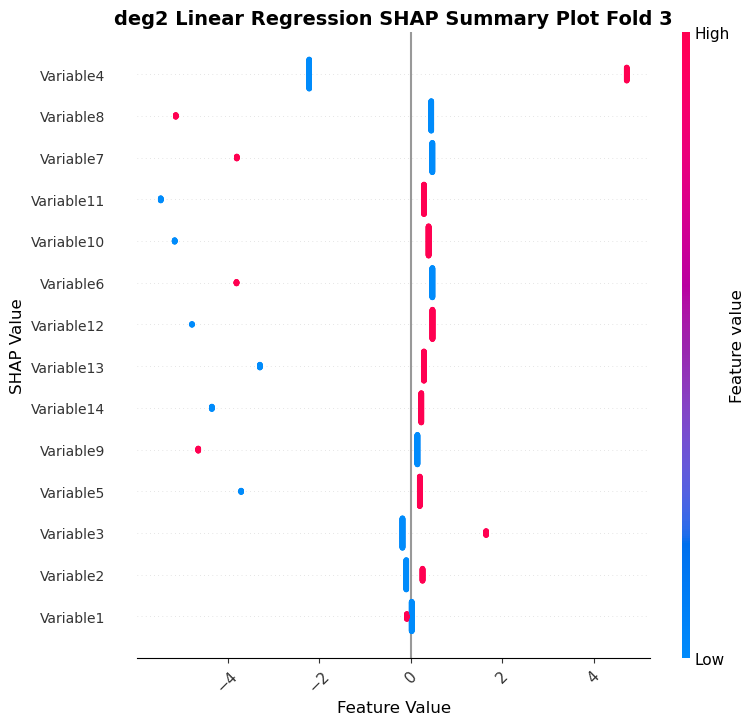 deg2 Linear Regression SHAP Summary Plot Fold 3
High
Variable4
Variable8
Variable7
Variable11
Variable10
Variable6
Variable12
Variable13
Variable14
Variable9
Variable5
Variable3
Variable2
Variable1
SHAP Value
Feature value
Low
−4
−2
0
2
4
Feature Value